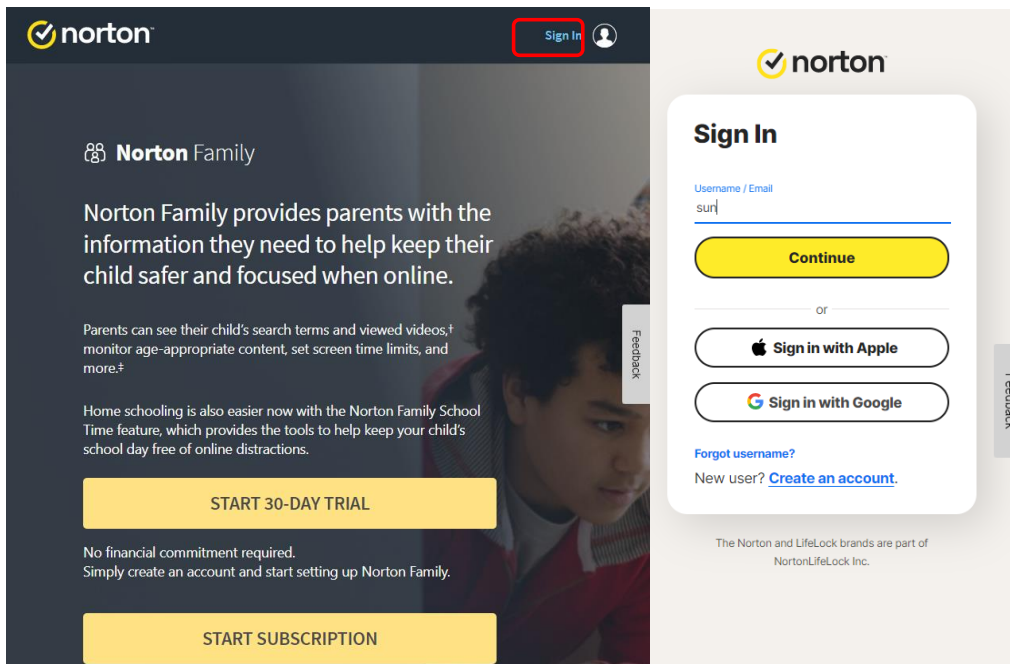 norton
Sign In
Norton Family
Norton Family provides parents with the
information they need to help keep their
child safer and focused when online.
Parents can see their child's search terms and viewed videos,†
monitor age-appropriate content, set screen time limits, and
more.‡
Home schooling is also easier now with the Norton Family School
Time feature, which provides the tools to help keep your child's
school day free of online distractions.
START 30-DAY TRIAL
No financial commitment required.
Simply create an account and start setting up Norton Family.
START SUBSCRIPTION
Feedback
norton
Sign In
Username / Email
sun
Continue
or
Sign in with Apple
Sign in with Google
Forgot username?
New user? Create an account.
The Norton and LifeLock brands are part of
NortonLifeLock Inc.
Feedback